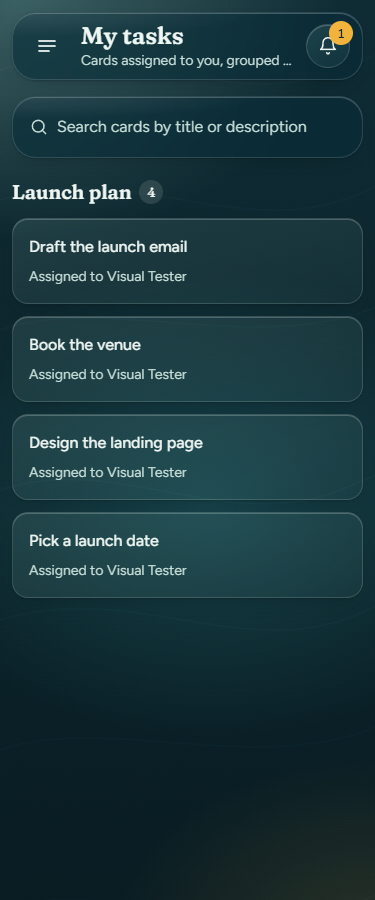 My tasks
1
Cards assigned to you, grouped ...
Search cards by title or description
Launch plan 4
Draft the launch email
Assigned to Visual Tester
Book the venue
Assigned to Visual Tester
Design the landing page
Assigned to Visual Tester
Pick a launch date
Assigned to Visual Tester